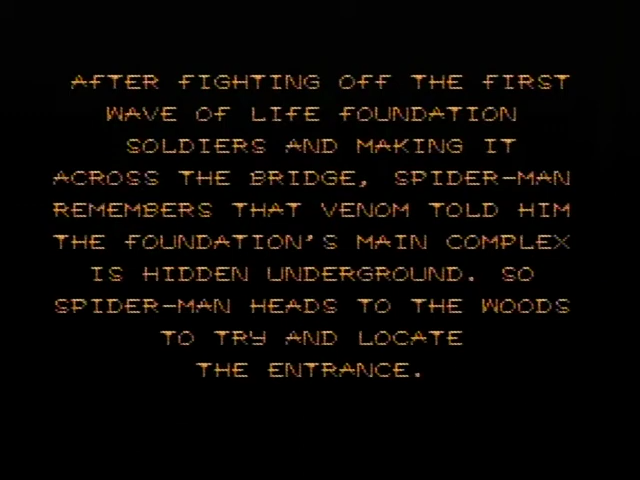 AFTER FIGHTING OFF THE FIRST
WAVE OF LIFE FOUNDATION
SOLDIERS AND MAKING IT
ACROSS THE BRIDGE, SPIDER-MAN
REMEMBERS THAT VENOM TOLD HIM
THE FOUNDATION'S MAIN COMPLEX
IS HIDDEN UNDERGROUND. SO
SPIDER-MAN HEADS TO THE WOODS
TO TRY AND LOCATE
THE ENTRANCE.